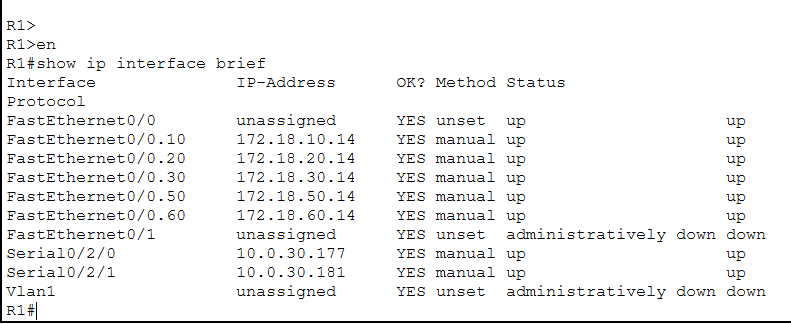 R1>
R1>en
R1#show ip interface brief
Interface              IP-Address      OK? Method Status
Protocol
FastEthernet0/0        unassigned      YES unset  up                    up
FastEthernet0/0.10     172.18.10.14    YES manual up                    up
FastEthernet0/0.20     172.18.20.14    YES manual up                    up
FastEthernet0/0.30     172.18.30.14    YES manual up                    up
FastEthernet0/0.50     172.18.50.14    YES manual up                    up
FastEthernet0/0.60     172.18.60.14    YES manual up                    up
FastEthernet0/1        unassigned      YES unset  administratively down down
Serial0/2/0            10.0.30.177     YES manual up                    up
Serial0/2/1            10.0.30.181     YES manual up                    up
Vlan1                  unassigned      YES unset  administratively down down
R1#